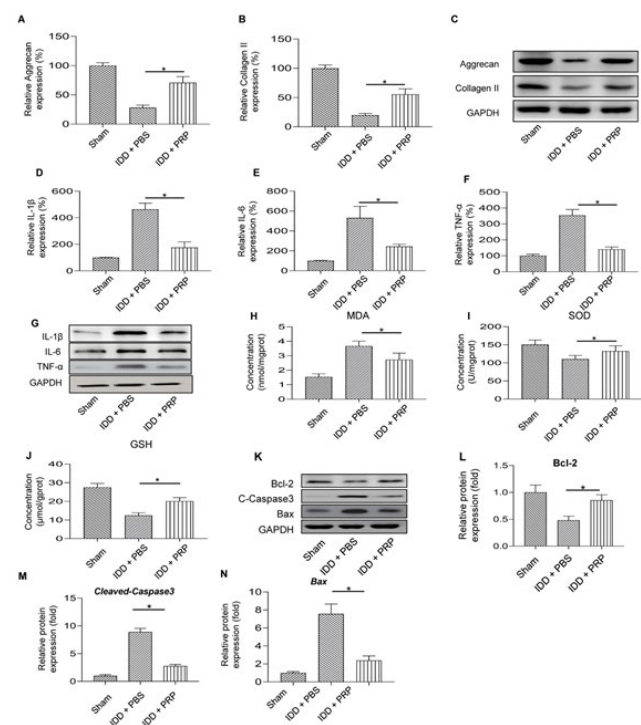 A
Relative Aggrecan
expression (%)
150
100
50
0
Sham
IDD + PBS
IDD + PRP
*
B
Relative Collagen II
expression (%)
150
100
50
0
Sham
IDD + PBS
IDD + PRP
*
C
Aggrecan
Collagen II
GAPDH
Sham
IDD + PBS
IDD + PRP
D
Relative IL-1β
expression (%)
600
400
200
0
Sham
IDD + PBS
IDD + PRP
*
E
Relative IL-6
expression (%)
800
600
400
200
0
Sham
IDD + PBS
IDD + PRP
*
F
Relative TNF-α
expression (%)
500
400
300
200
100
0
Sham
IDD + PBS
IDD + PRP
*
G
IL-1β
IL-6
TNF-α
GAPDH
Sham
IDD + PBS
IDD + PRP
H
MDA
Concentration
(nmol/mgprot)
5
4
3
2
1
0
Sham
IDD + PBS
IDD + PRP
*
I
SOD
Concentration
(U/mgprot)
200
150
100
50
0
Sham
IDD + PBS
IDD + PRP
*
J
GSH
Concentration
(μmol/gprot)
40
30
20
10
0
Sham
IDD + PBS
IDD + PRP
*
K
Bcl-2
C-Caspase3
Bax
GAPDH
Sham
IDD + PBS
IDD + PRP
L
Bcl-2
Relative protein
expression (fold)
1.5
1.0
0.5
0.0
Sham
IDD + PBS
IDD + PRP
*
M
Cleaved-Caspase3
Relative protein
expression (fold)
15
10
5
0
Sham
IDD + PBS
IDD + PRP
*
N
Bax
Relative protein
expression (fold)
10
8
6
4
2
0
Sham
IDD + PBS
IDD + PRP
*